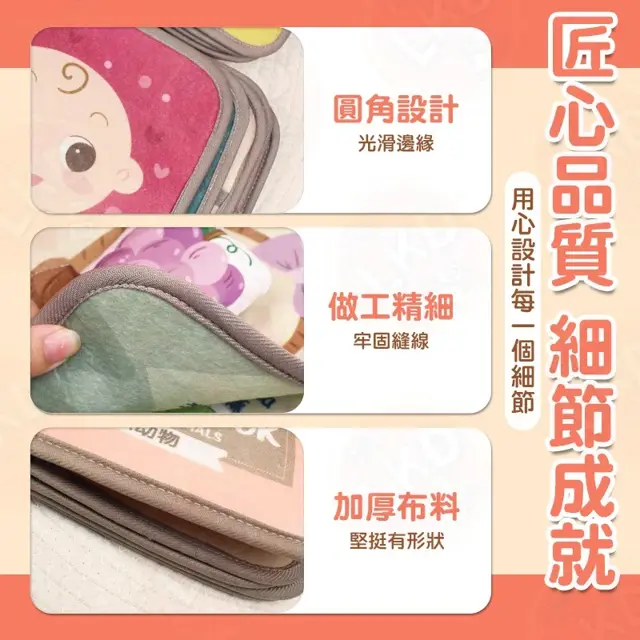 匠心品質 細節成就
用心設計每一個細節
圓角設計
光滑邊緣
做工精細
牢固縫線
加厚布料
堅挺有形狀
动物